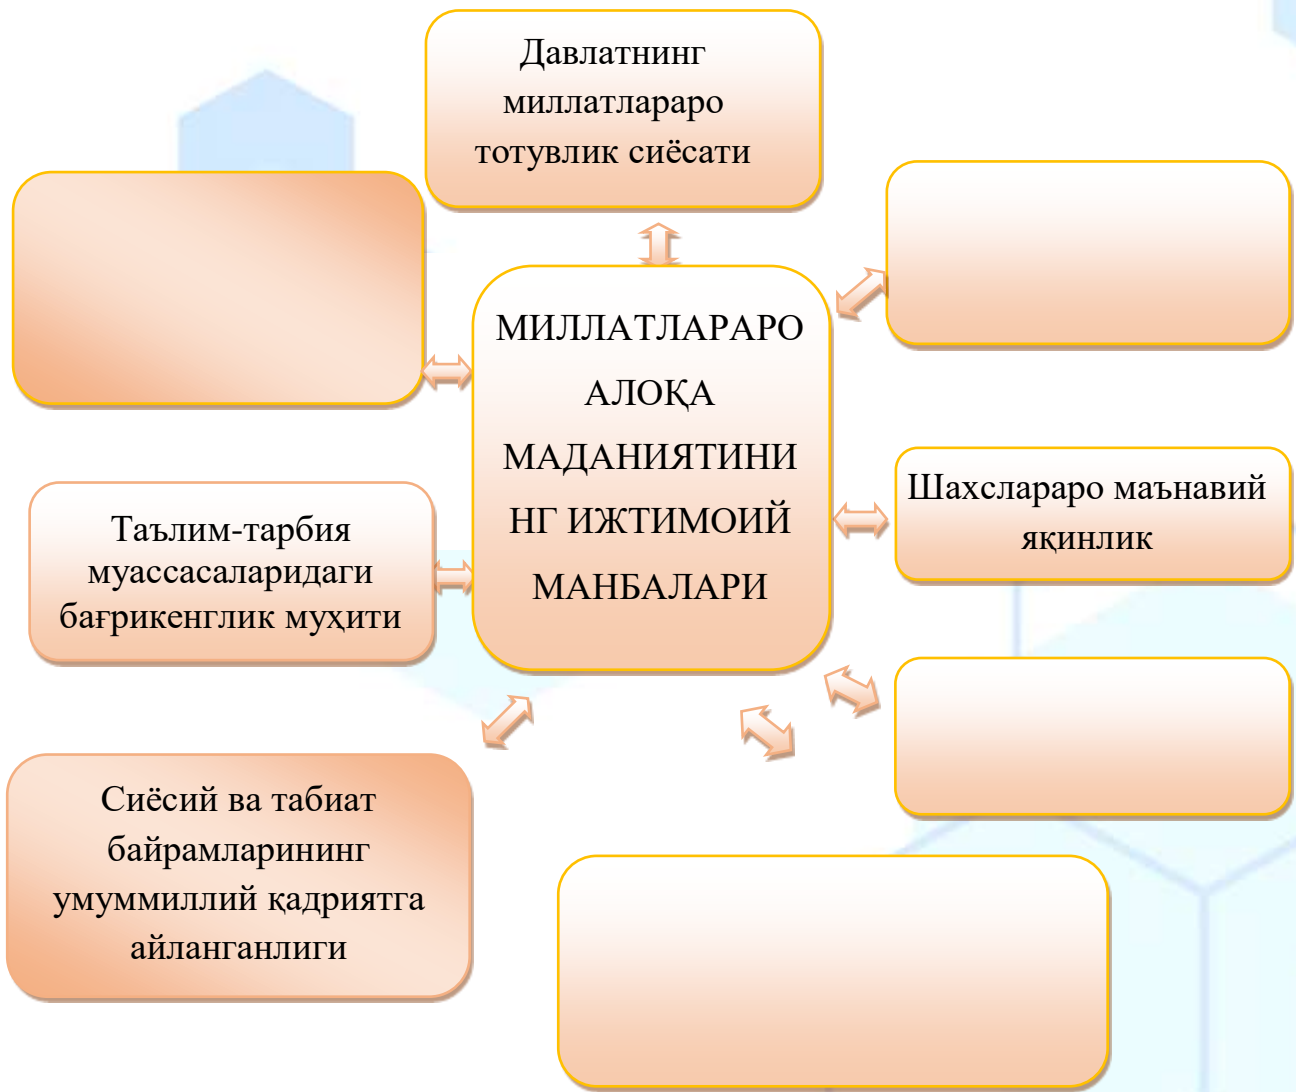 Давлатнинг
миллатлараро
тотувлик сиёсати
МИЛЛАТЛАРАРО
АЛОҚА
МАДАНИЯТИНИ
НГ ИЖТИМОИЙ
МАНБАЛАРИ
Шахслараро маънавий
яқинлик
Таълим-тарбия
муассасаларидаги
бағрикенглик муҳити
Сиёсий ва табиат
байрамларининг
умуммиллий қадриятга
айланганлиги